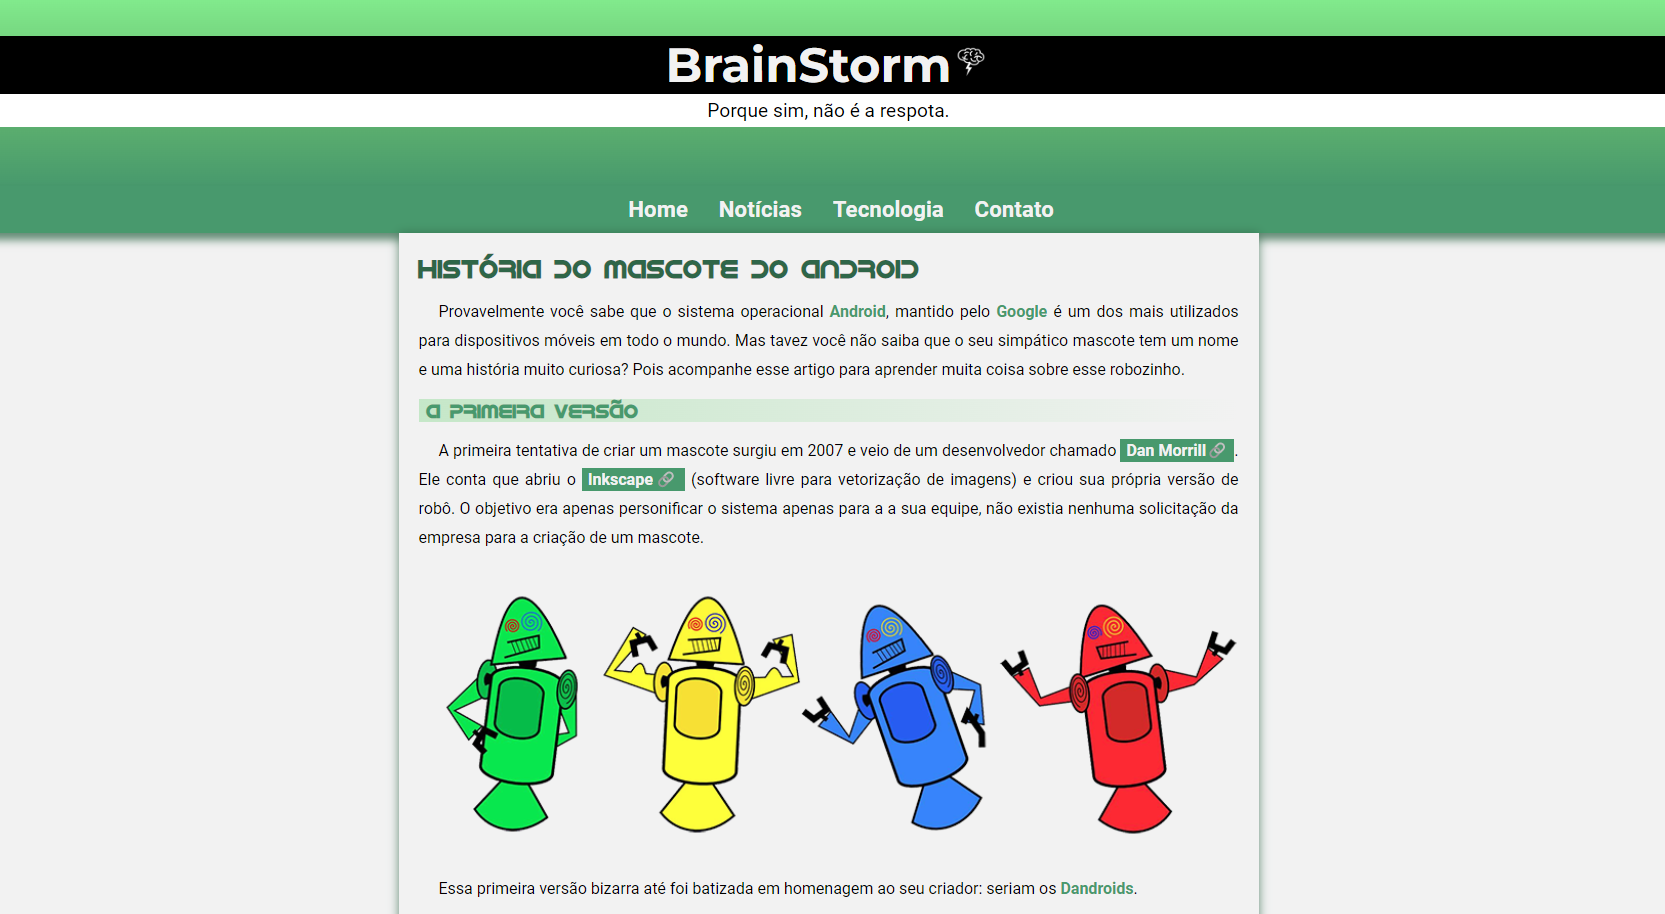 BrainStorm
Porque sim, não é a respota.
Home Notícias Tecnologia Contato
HISTÓRIA DO MASCOTE DO ANDROID
Provavelmente você sabe que o sistema operacional Android, mantido pelo Google é um dos mais utilizados
para dispositivos móveis em todo o mundo. Mas tavez você não saiba que o seu simpático mascote tem um nome
e uma história muito curiosa? Pois acompanhe esse artigo para aprender muita coisa sobre esse robozinho.
A PRIMEIRA VERSÃO
A primeira tentativa de criar um mascote surgiu em 2007 e veio de um desenvolvedor chamado Dan Morrill.
Ele conta que abriu o Inkscape (software livre para vetorização de imagens) e criou sua própria versão de
robô. O objetivo era apenas personificar o sistema apenas para a a sua equipe, não existia nenhuma solicitação da
empresa para a criação de um mascote.
Essa primeira versão bizarra até foi batizada em homenagem ao seu criador: seriam os Dandroids.